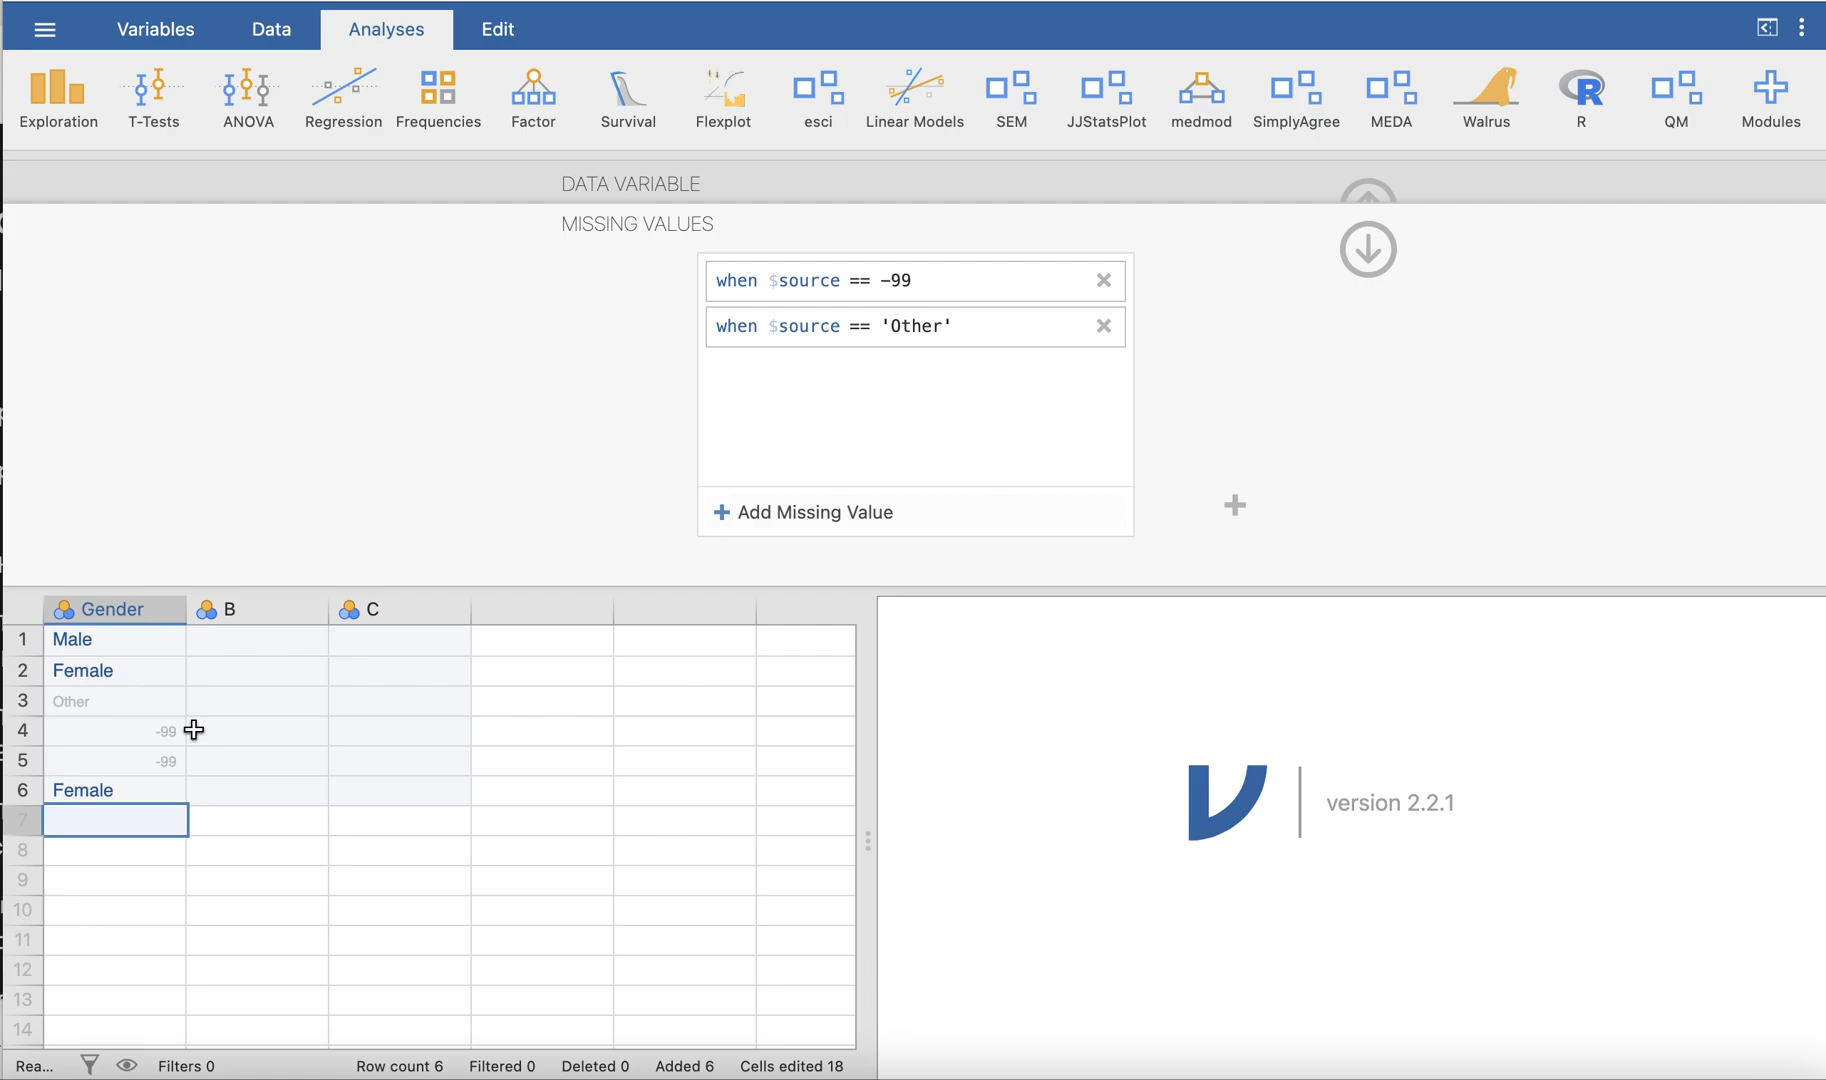 Variables Data Analyses Edit
Exploration T-Tests ANOVA Regression Frequencies Factor Survival Flexplot esci Linear Models SEM JJStatsPlot medmod SimplyAgree MEDA Walrus R QM Modules
DATA VARIABLE
MISSING VALUES
when $source == -99
when $source == 'Other'
+ Add Missing Value
Gender B C
1 Male
2 Female
3 Other
4 -99
5 -99
6 Female
7
8
9
10
11
12
13
14
version 2.2.1
Rea... Filters 0 Row count 6 Filtered 0 Deleted 0 Added 6 Cells edited 18